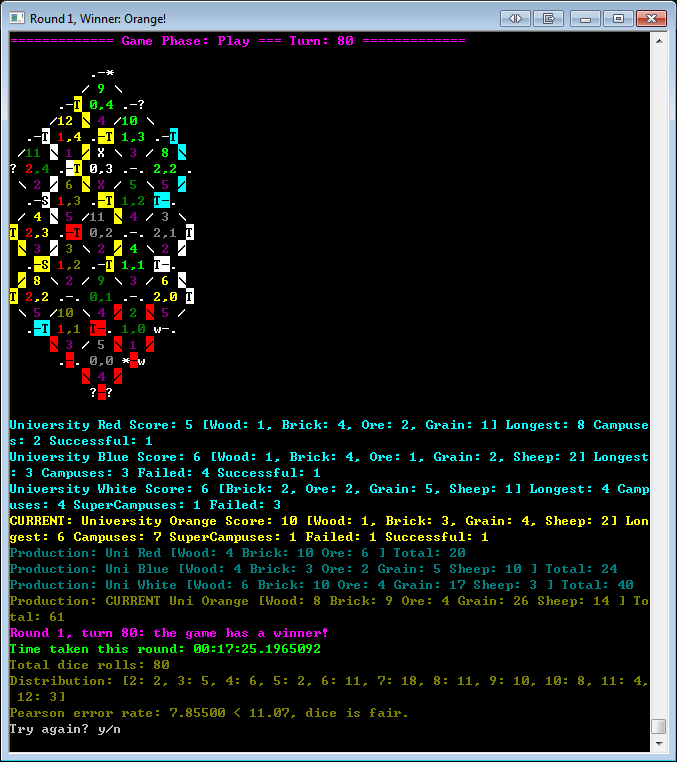 Round 1, Winner: Orange!
============= Game Phase: Play === Turn: 80 =============
.-*
/ 9 \
.-T 0,4 .-?
/12 \ 4 /10 \
.-T 1,4 .-T 1,3 .-T
/11 \ 1 / X \ 3 / 8 \
? 2,4 .-T 0,3 .-. 2,2 .
\ 2 / 6 \ X / 5 \ 5 /
.-S 1,3 .-T 1,2 T-.
/ 4 \ 5 /11 \ 4 / 3 \
T 2,3 .-T 0,2 .-. 2,1 T
\ 3 / 3 \ 2 / 4 \ 2 /
.-S 1,2 .-T 1,1 T-.
/ 8 \ 2 / 9 \ 3 / 6 \
T 2,2 .-. 0,1 .-. 2,0 T
\ 5 /10 \ 4 / 2 \ 5 /
.-T 1,1 T-. 1,0 w-.
\ 3 / 5 \ 1 /
.-. 0,0 *-w
\ 4 /
?-?
University Red Score: 5 [Wood: 1, Brick: 4, Ore: 2, Grain: 1] Longest: 8 Campuse
s: 2 Successful: 1
University Blue Score: 6 [Wood: 1, Brick: 4, Ore: 1, Grain: 2, Sheep: 2] Longest
: 3 Campuses: 3 Failed: 4 Successful: 1
University White Score: 6 [Brick: 2, Ore: 2, Grain: 5, Sheep: 1] Longest: 4 Camp
uses: 4 SuperCampuses: 1 Failed: 3
CURRENT: University Orange Score: 10 [Wood: 1, Brick: 3, Grain: 4, Sheep: 2] Lon
gest: 6 Campuses: 7 SuperCampuses: 1 Failed: 1 Successful: 1
Production: Uni Red [Wood: 4 Brick: 10 Ore: 6 ] Total: 20
Production: Uni Blue [Wood: 4 Brick: 3 Ore: 2 Grain: 5 Sheep: 10 ] Total: 24
Production: Uni White [Wood: 6 Brick: 10 Ore: 4 Grain: 17 Sheep: 3 ] Total: 40
Production: CURRENT Uni Orange [Wood: 8 Brick: 9 Ore: 4 Grain: 26 Sheep: 14 ] To
tal: 61
Round 1, turn 80: the game has a winner!
Time taken this round: 00:17:25.1965092
Total dice rolls: 80
Distribution: [2: 2, 3: 5, 4: 6, 5: 2, 6: 11, 7: 18, 8: 11, 9: 10, 10: 8, 11: 4,
12: 3]
Pearson error rate: 7.85500 < 11.07, dice is fair.
Try again? y/n